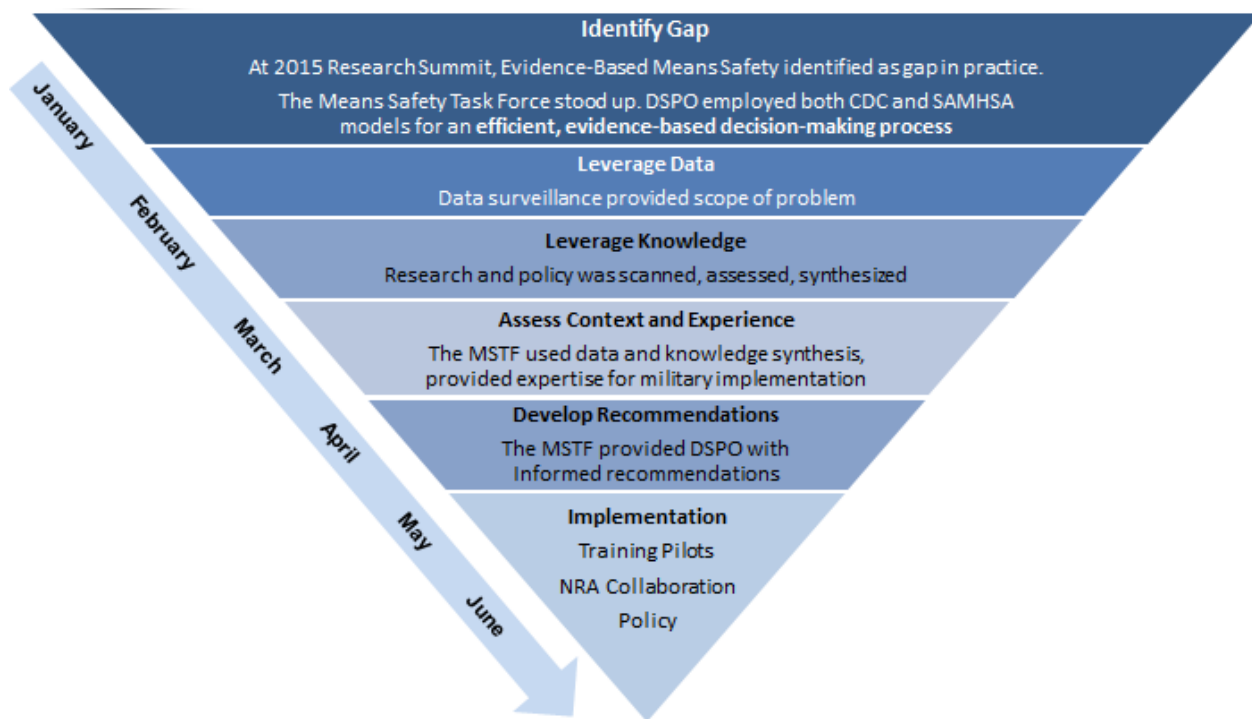 Identify Gap
At 2015 Research Summit, Evidence-Based Means Safety identified as gap in practice.
The Means Safety Task Force stood up. DSPO employed both CDC and SAMHSA
models for an efficient, evidence-based decision-making process
Leverage Data
Data surveillance provided scope of problem
Leverage Knowledge
Research and policy was scanned, assessed, synthesized
Assess Context and Experience
The MSTF used data and knowledge synthesis,
provided expertise for military implementation
Develop Recommendations
The MSTF provided DSPO with
Informed recommendations
Implementation
Training Pilots
NRA Collaboration
Policy
January
February
March
April
May
June